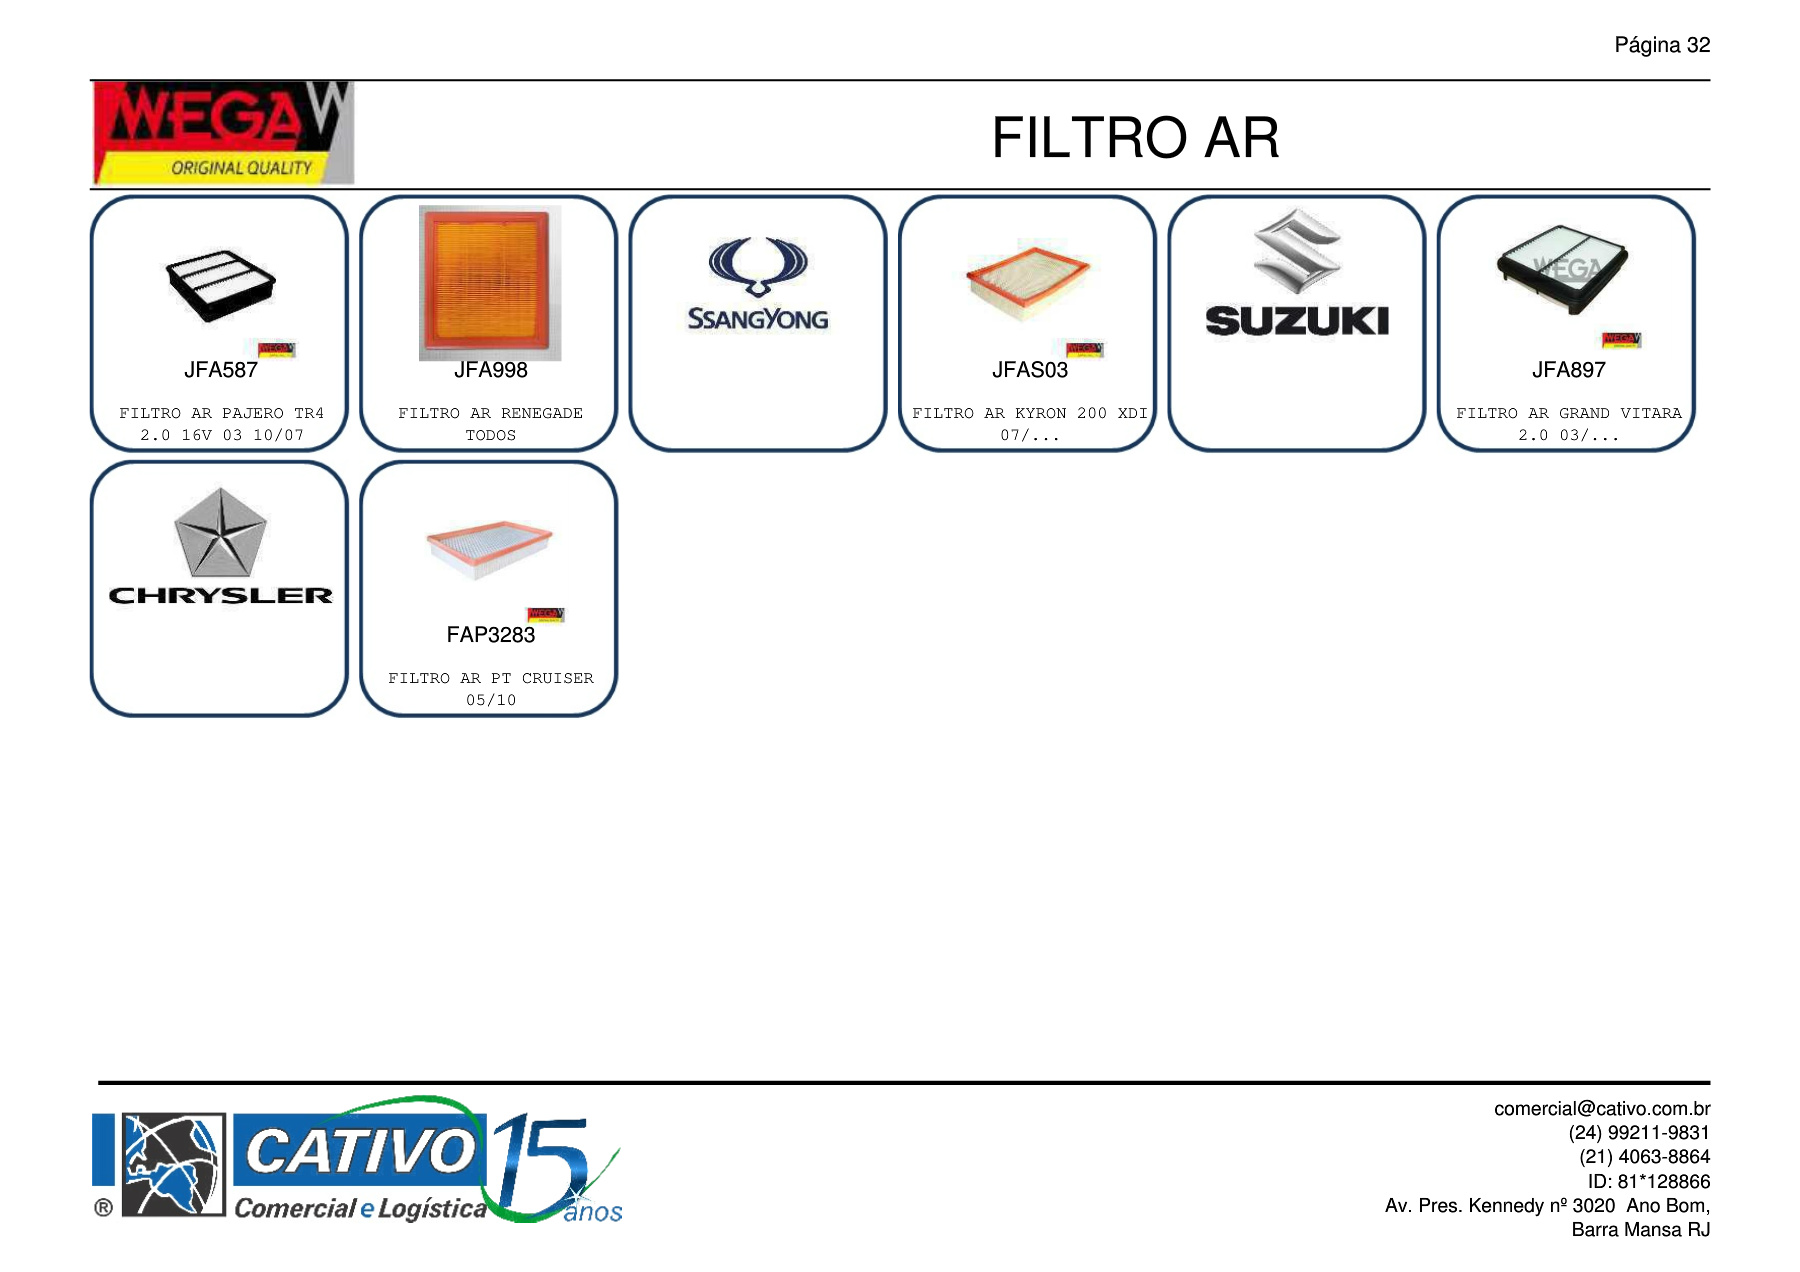 Página 32
WEGA W
ORIGINAL QUALITY
FILTRO AR
JFA587
FILTRO AR PAJERO TR4
2.0 16V 03 10/07
JFA998
FILTRO AR RENEGADE
TODOS
SSANGYONG
WEGA
JFAS03
FILTRO AR KYRON 200 XDI
07/...
SUZUKI
WEGA
WEGA
JFA897
FILTRO AR GRAND VITARA
2.0 03/...
CHRYSLER
WEGA
FAP3283
FILTRO AR PT CRUISER
05/10
CATIVO 15 anos
® Comercial e Logística
comercial@cativo.com.br
(24) 99211-9831
(21) 4063-8864
ID: 81*128866
Av. Pres. Kennedy nº 3020  Ano Bom,
Barra Mansa RJ